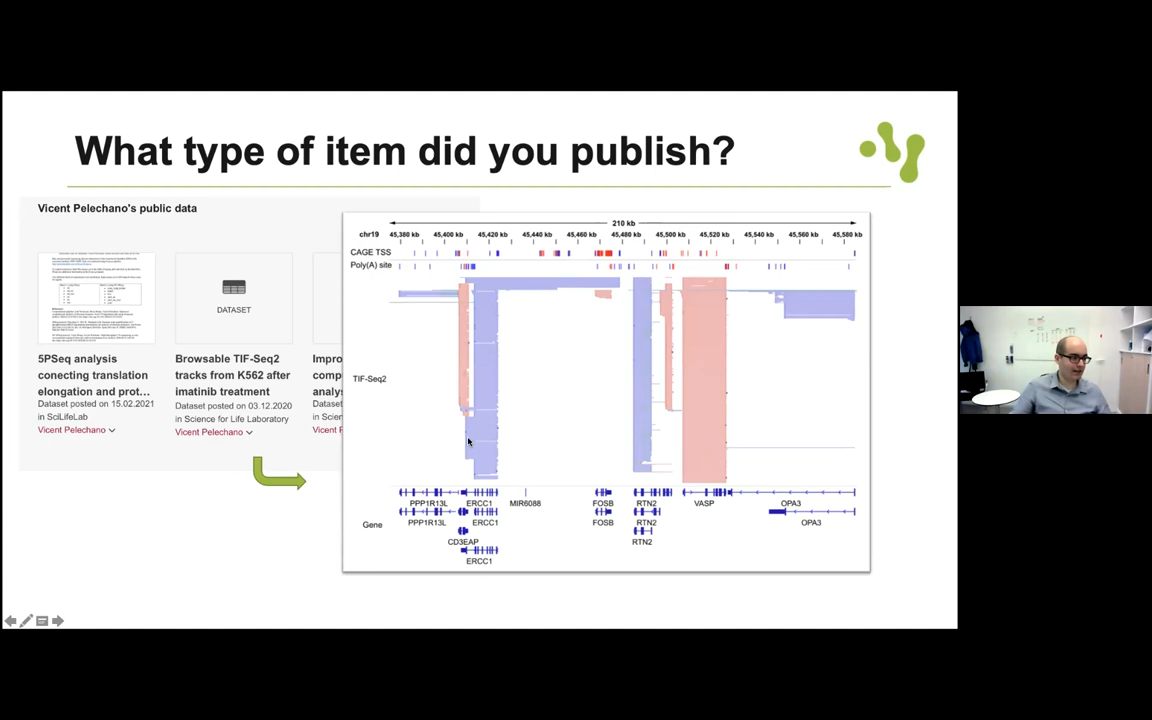 What type of item did you publish?
Vicent Pelechano's public data
DATASET
5PSeq analysis
conecting translation
elongation and prot...
Dataset posted on 15.02.2021
in SciLifeLab
Vicent Pelechano
Browsable TIF-Seq2
tracks from K562 after
imatinib treatment
Dataset posted on 03.12.2020
in Science for Life Laboratory
Vicent Pelechano
Impro
comp
analys
Dataset
in Scien
Vicent F
210 kb
chr19
45,380 kb 45,400 kb 45,420 kb 45,440 kb 45,460 kb 45,480 kb 45,500 kb 45,520 kb 45,540 kb 45,560 kb 45,580 kb
CAGE TSS
Poly(A) site
TIF-Seq2
Gene
PPP1R13L ERCC1 MIR6088 FOSB RTN2 VASP OPA3
PPP1R13L ERCC1 FOSB RTN2 OPA3
CD3EAP RTN2
ERCC1